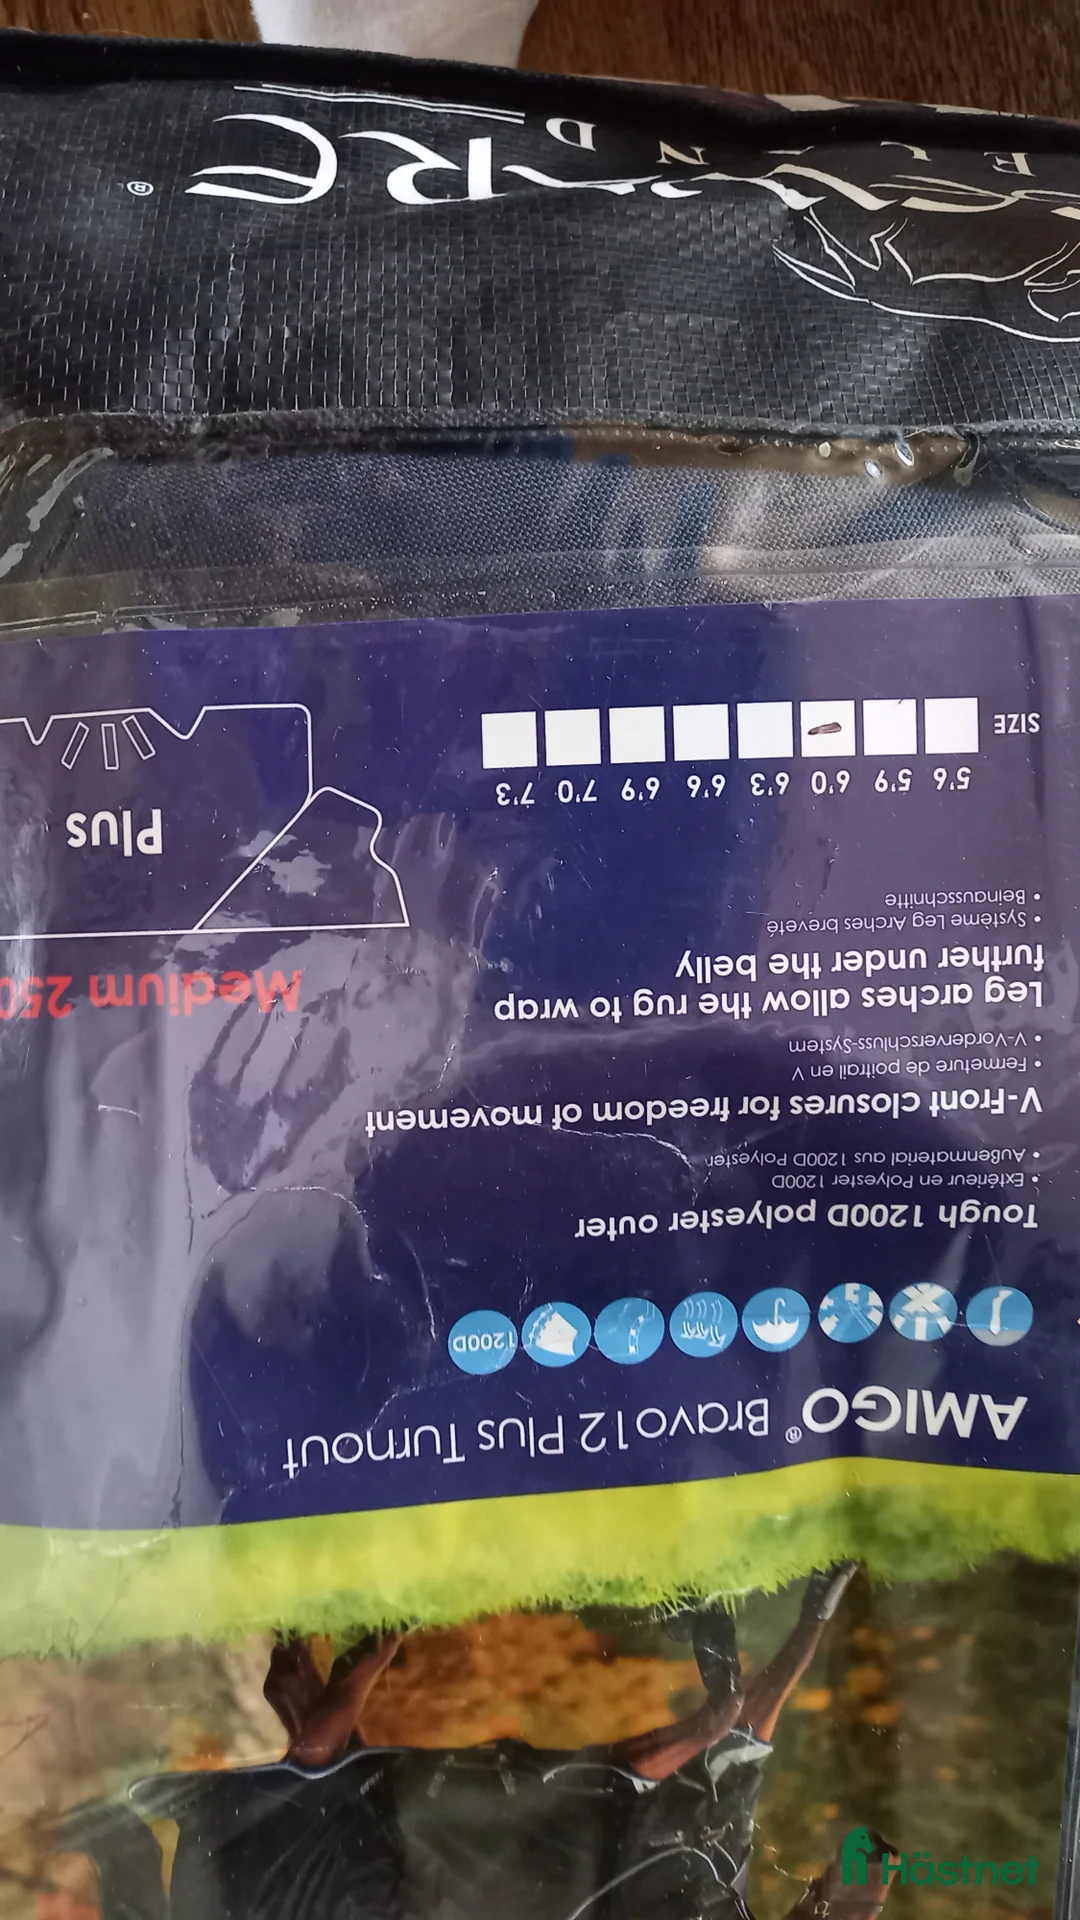 AMIGO® Bravo12 Plus Turnout
1200D
Tough 1200D polyester outer
• Extérieur en Polyester 1200D
• Außenmaterial aus 1200D Polyester
V-Front closures for freedom of movement
• Fermeture de poitrail en V
• V-Vorderverschluss-System
Leg arches allow the rug to wrap
further under the belly
• Système Leg Arches breveté
• Beinausschnitte
Medium 250
Plus
5'6 5'9 6'0 6'3 6'6 6'9 7'0 7'3
SIZE
®
Hästnet